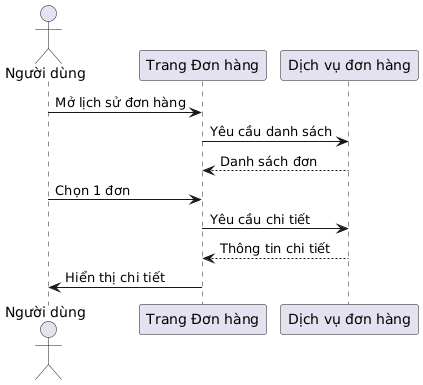 Người dùng
Trang Đơn hàng
Dịch vụ đơn hàng
Mở lịch sử đơn hàng
Yêu cầu danh sách
Danh sách đơn
Chọn 1 đơn
Yêu cầu chi tiết
Thông tin chi tiết
Hiển thị chi tiết
Người dùng
Trang Đơn hàng
Dịch vụ đơn hàng